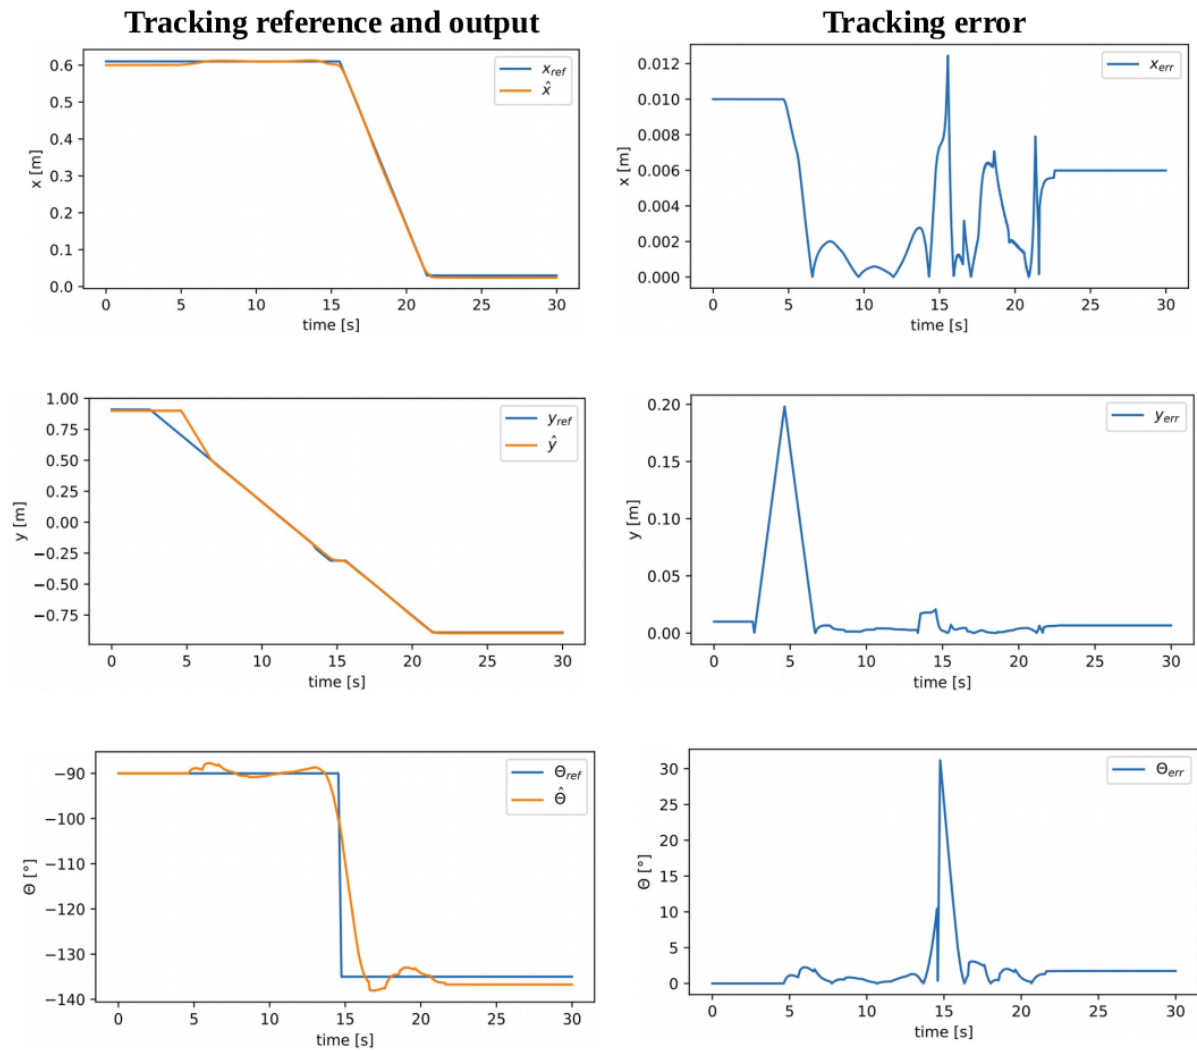 Tracking reference and output
Tracking error
0.6
0.5
0.4
0.3
0.2
0.1
0.0
x [m]
x_ref
x̂
0 5 10 15 20 25 30
time [s]
0.012
0.010
0.008
0.006
0.004
0.002
0.000
x [m]
x_err
0 5 10 15 20 25 30
time [s]
1.00
0.75
0.50
0.25
0.00
−0.25
−0.50
−0.75
y [m]
y_ref
ŷ
0 5 10 15 20 25 30
time [s]
0.20
0.15
0.10
0.05
0.00
y [m]
y_err
0 5 10 15 20 25 30
time [s]
−90
−100
−110
−120
−130
−140
Θ [°]
Θ_ref
Θ̂
0 5 10 15 20 25 30
time [s]
30
25
20
15
10
5
0
Θ [°]
Θ_err
0 5 10 15 20 25 30
time [s]